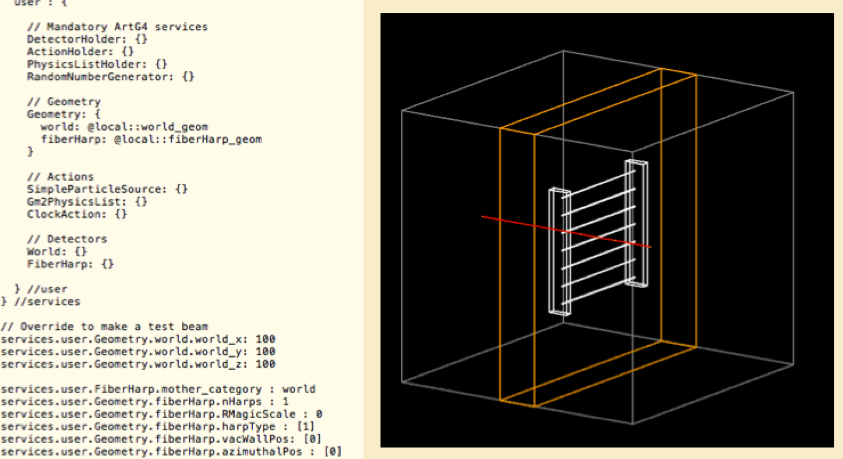 user : {
// Mandatory ArtG4 services
DetectorHolder: {}
ActionHolder: {}
PhysicsListHolder: {}
RandomNumberGenerator: {}
// Geometry
Geometry: {
world: @local::world_geom
fiberHarp: @local::fiberHarp_geom
}
// Actions
SimpleParticleSource: {}
Gm2PhysicsList: {}
ClockAction: {}
// Detectors
World: {}
FiberHarp: {}
} //user
} //services
// Override to make a test beam
services.user.Geometry.world.world_x: 100
services.user.Geometry.world.world_y: 100
services.user.Geometry.world.world_z: 100
services.user.FiberHarp.mother_category : world
services.user.Geometry.fiberHarp.nHarps : 1
services.user.Geometry.fiberHarp.RMagicScale : 0
services.user.Geometry.fiberHarp.harpType : [1]
services.user.Geometry.fiberHarp.vacWallPos: [0]
services.user.Geometry.fiberHarp.azimuthalPos : [0]